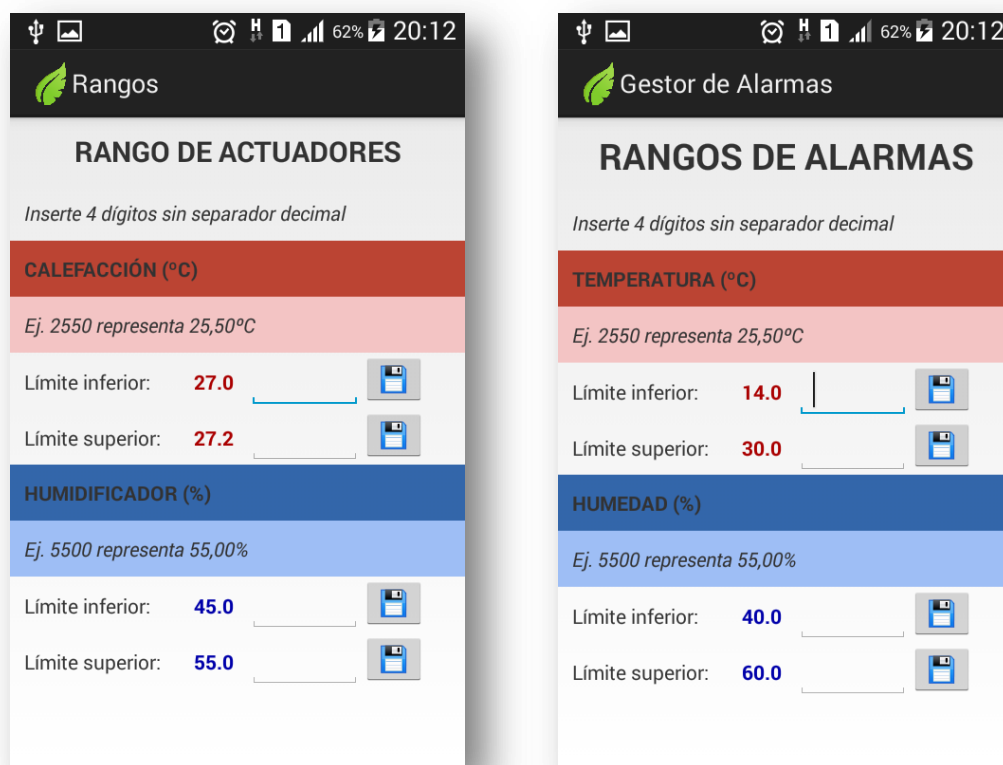 62% 20:12
Rangos
RANGO DE ACTUADORES
Inserte 4 dígitos sin separador decimal
CALEFACCIÓN (ºC)
Ej. 2550 representa 25,50ºC
Límite inferior: 27.0
Límite superior: 27.2
HUMIDIFICADOR (%)
Ej. 5500 representa 55,00%
Límite inferior: 45.0
Límite superior: 55.0
H 1 62% 20:12
Gestor de Alarmas
RANGOS DE ALARMAS
Inserte 4 dígitos sin separador decimal
TEMPERATURA (ºC)
Ej. 2550 representa 25,50ºC
Límite inferior: 14.0
Límite superior: 30.0
HUMEDAD (%)
Ej. 5500 representa 55,00%
Límite inferior: 40.0
Límite superior: 60.0